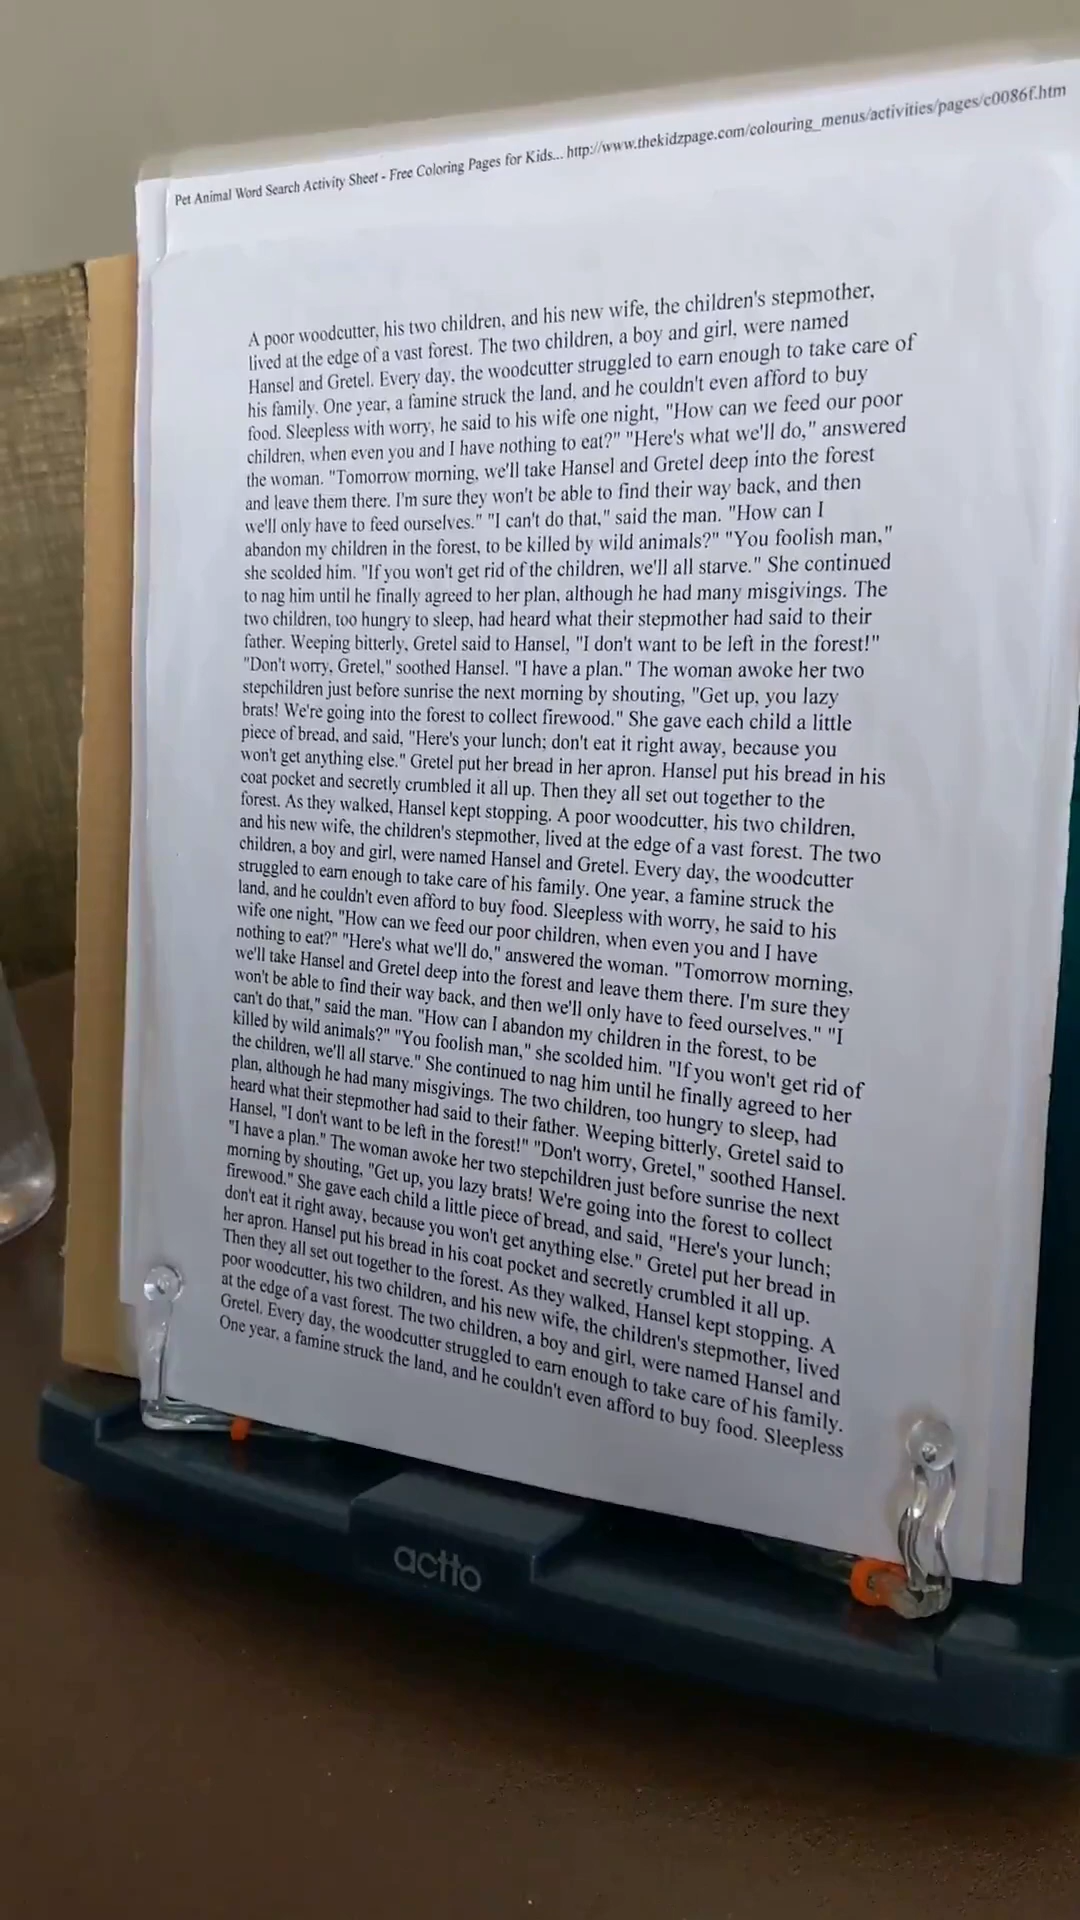 Pet Animal Word Search Activity Sheet - Free Coloring Pages for Kids... http://www.thekidzpage.com/colouring_menus/activities/pages/c0086f.htm
A poor woodcutter, his two children, and his new wife, the children's stepmother,
lived at the edge of a vast forest. The two children, a boy and girl, were named
Hansel and Gretel. Every day, the woodcutter struggled to earn enough to take care of
his family. One year, a famine struck the land, and he couldn't even afford to buy
food. Sleepless with worry, he said to his wife one night, "How can we feed our poor
children, when even you and I have nothing to eat?" "Here's what we'll do," answered
the woman. "Tomorrow morning, we'll take Hansel and Gretel deep into the forest
and leave them there. I'm sure they won't be able to find their way back, and then
we'll only have to feed ourselves." "I can't do that," said the man. "How can I
abandon my children in the forest, to be killed by wild animals?" "You foolish man,"
she scolded him. "If you won't get rid of the children, we'll all starve." She continued
to nag him until he finally agreed to her plan, although he had many misgivings. The
two children, too hungry to sleep, had heard what their stepmother had said to their
father. Weeping bitterly, Gretel said to Hansel, "I don't want to be left in the forest!"
"Don't worry, Gretel," soothed Hansel. "I have a plan." The woman awoke her two
stepchildren just before sunrise the next morning by shouting, "Get up, you lazy
brats! We're going into the forest to collect firewood." She gave each child a little
piece of bread, and said, "Here's your lunch; don't eat it right away, because you
won't get anything else." Gretel put her bread in her apron. Hansel put his bread in his
coat pocket and secretly crumbled it all up. Then they all set out together to the
forest. As they walked, Hansel kept stopping. A poor woodcutter, his two children,
and his new wife, the children's stepmother, lived at the edge of a vast forest. The two
children, a boy and girl, were named Hansel and Gretel. Every day, the woodcutter
struggled to earn enough to take care of his family. One year, a famine struck the
land, and he couldn't even afford to buy food. Sleepless with worry, he said to his
wife one night, "How can we feed our poor children, when even you and I have
nothing to eat?" "Here's what we'll do," answered the woman. "Tomorrow morning,
we'll take Hansel and Gretel deep into the forest and leave them there. I'm sure they
won't be able to find their way back, and then we'll only have to feed ourselves." "I
can't do that," said the man. "How can I abandon my children in the forest, to be
killed by wild animals?" "You foolish man," she scolded him. "If you won't get rid of
the children, we'll all starve." She continued to nag him until he finally agreed to her
plan, although he had many misgivings. The two children, too hungry to sleep, had
heard what their stepmother had said to their father. Weeping bitterly, Gretel said to
Hansel, "I don't want to be left in the forest!" "Don't worry, Gretel," soothed Hansel.
"I have a plan." The woman awoke her two stepchildren just before sunrise the next
morning by shouting, "Get up, you lazy brats! We're going into the forest to collect
firewood." She gave each child a little piece of bread, and said, "Here's your lunch;
don't eat it right away, because you won't get anything else." Gretel put her bread in
her apron. Hansel put his bread in his coat pocket and secretly crumbled it all up.
Then they all set out together to the forest. As they walked, Hansel kept stopping. A
poor woodcutter, his two children, and his new wife, the children's stepmother, lived
at the edge of a vast forest. The two children, a boy and girl, were named Hansel and
Gretel. Every day, the woodcutter struggled to earn enough to take care of his family.
One year, a famine struck the land, and he couldn't even afford to buy food. Sleepless
actto